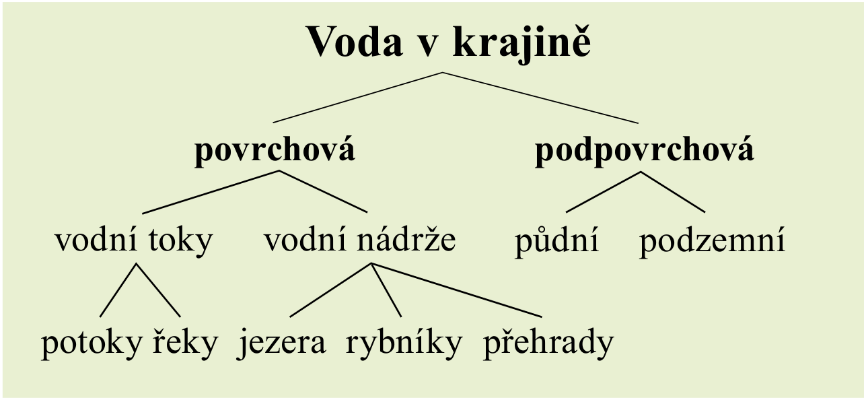 Voda v krajině
povrchová podpovrchová
vodní toky vodní nádrže půdní podzemní
potoky řeky jezera rybníky přehrady